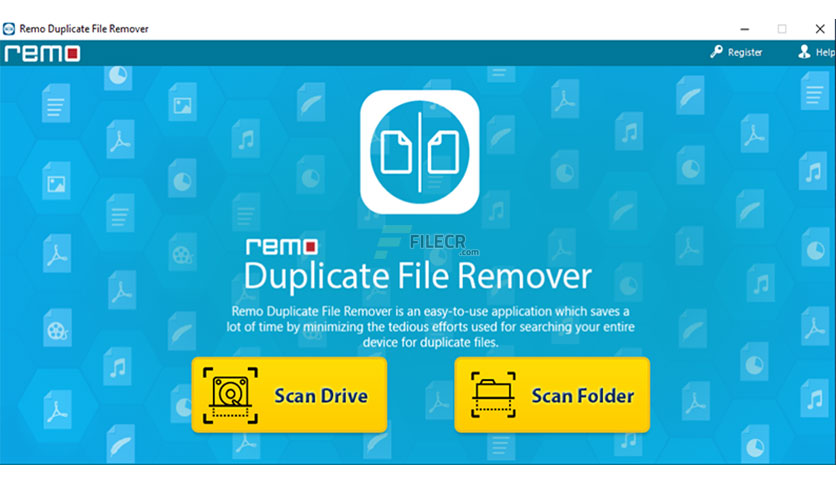 Remo Duplicate File Remover
remo
Register
Help
FILECR
.com
remo
Duplicate File Remover
Remo Duplicate File Remover is an easy-to-use application which saves a
lot of time by minimizing the tedious efforts used for searching your entire
device for duplicate files.
Scan Drive
Scan Folder